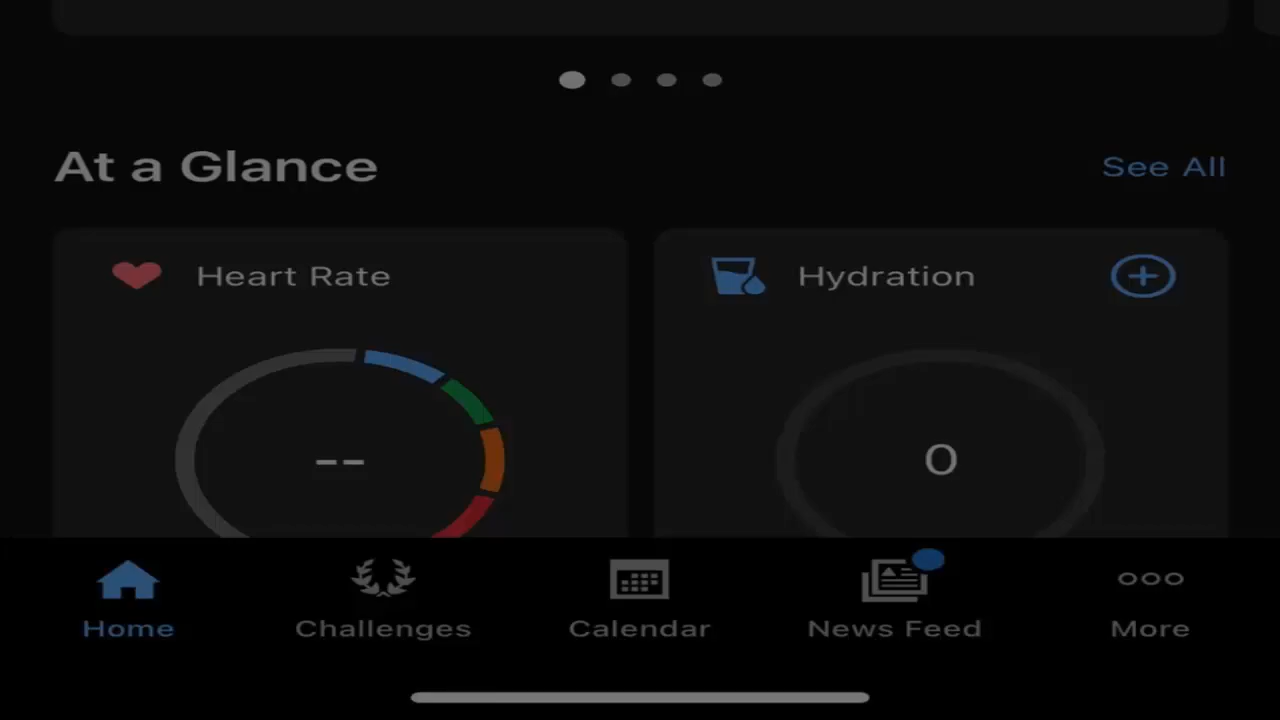 At a Glance
See All
Heart Rate
Hydration
--
0
Home
Challenges
Calendar
News Feed
More